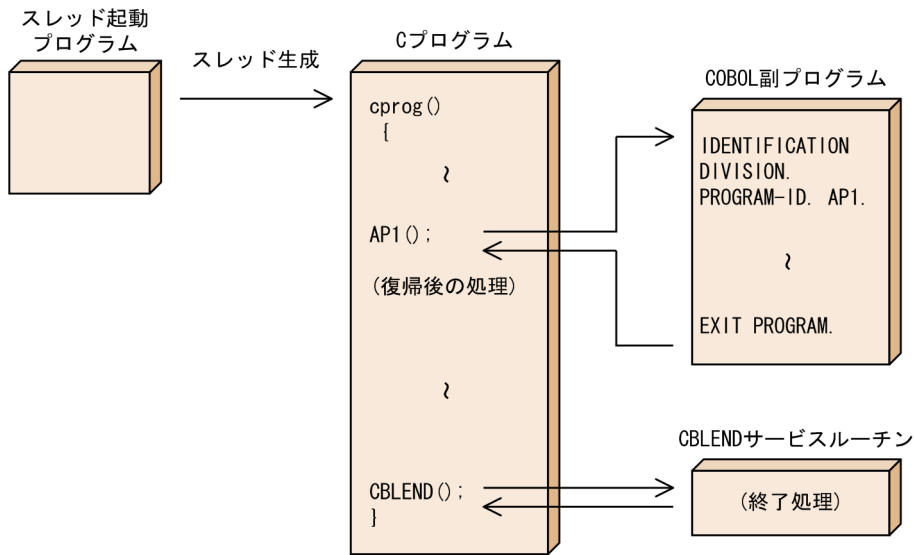 スレッド起動
プログラム
スレッド生成
Cプログラム
cprog()
{
~
AP1();
(復帰後の処理)
~
CBLEND();
}
COBOL副プログラム
IDENTIFICATION
DIVISION.
PROGRAM-ID. AP1.
~
EXIT PROGRAM.
CBLENDサービスルーチン
(終了処理)